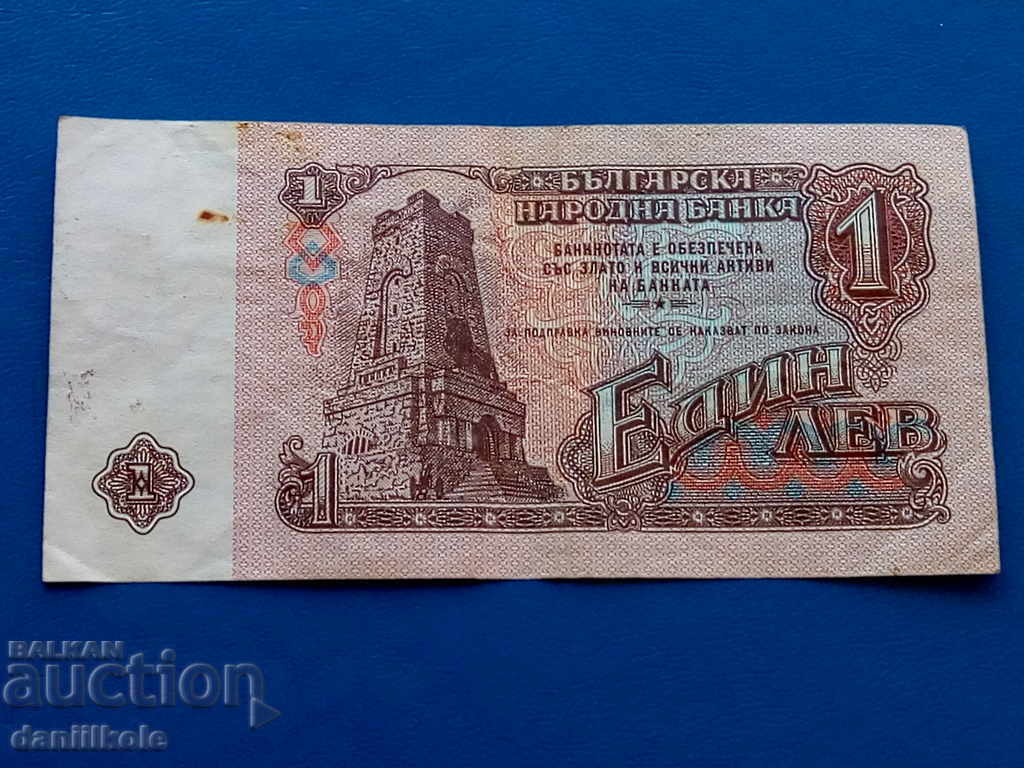 1
БЪЛГАРСКА
НАРОДНА БАНКА
1
БАНКНОТАТА Е ОБЕЗПЕЧЕНА
СЪС ЗЛАТО И ВСИЧКИ АКТИВИ
НА БАНКАТА
ЗА ПОДПРАВКА ВИНОВНИТЕ СЕ НАКАЗВАТ ПО ЗАКОНА
ЕДИН
ЛЕВ
1
1
BALKAN
auction
daniilkole